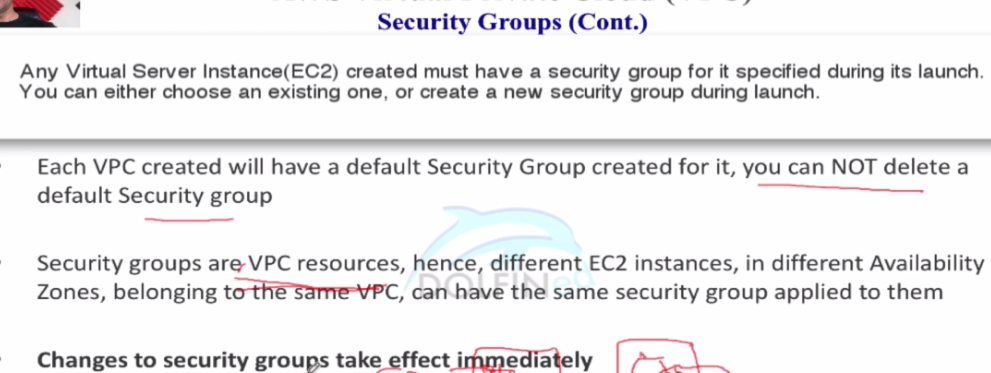 Security Groups (Cont.)
Any Virtual Server Instance(EC2) created must have a security group for it specified during its launch.
You can either choose an existing one, or create a new security group during launch.
Each VPC created will have a default Security Group created for it, you can NOT delete a
default Security group
Security groups are VPC resources, hence, different EC2 instances, in different Availability
Zones, belonging to the same VPC, can have the same security group applied to them
Changes to security groups take effect immediately